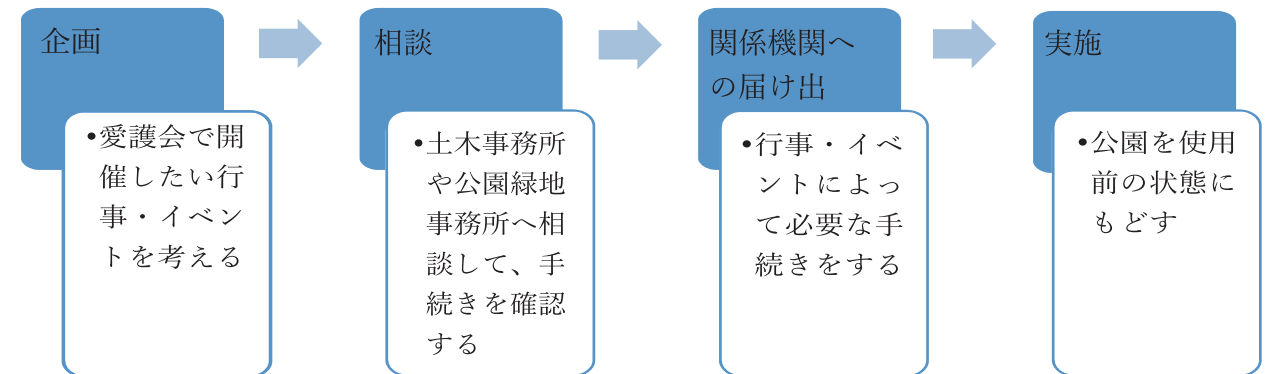 企画
・愛護会で開
催したい行
事・イベン
トを考える
相談
・土木事務所
や公園緑地
事務所へ相
談して、手
続きを確認
する
関係機関へ
の届け出
・行事・イベ
ントによっ
て必要な手
続きをする
実施
・公園を使用
前の状態に
もどす